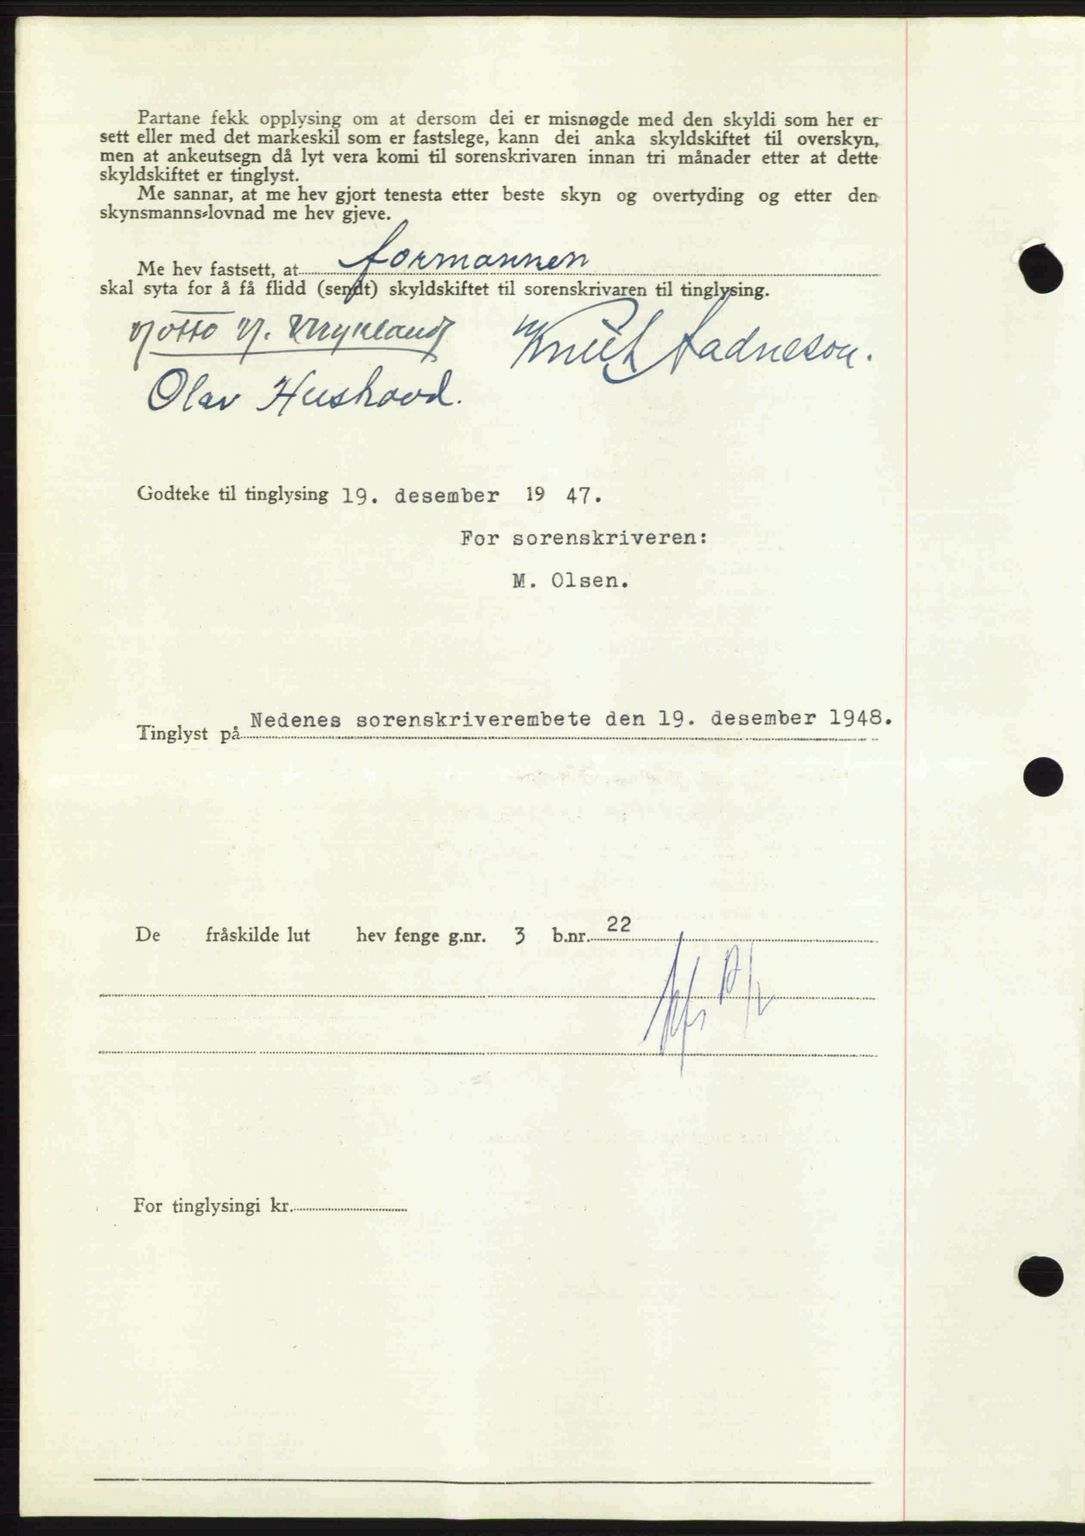 Partane fekk opplysing om at dersom dei er misnøgde med den skyldi som her er
sett eller med det markeskil som er fastslege, kann dei anka skyldskiftet til overskyn,
men at ankeutsegn då lyt vera komi til sorenskrivaren innan tri månader etter at dette
skyldskiftet er tinglyst.
Me sannar, at me hev gjort tenesta etter beste skyn og overtyding og etter den
skynsmanns-lovnad me hev gjeve.
Me hev fastsett, at formannen
skal syta for å få flidd (sendt) skyldskiftet til sorenskrivaren til tinglysing.
Knut Aadneson.
Olav Hushovd.
Godteke til tinglysing 19. desember 19 47.
For sorenskriveren:
M. Olsen.
Tinglyst på Nedenes sorenskriverembete den 19. desember 1948.
De fråskilde lut hev fenge g.nr. 3 b.nr. 22
For tinglysingi kr.